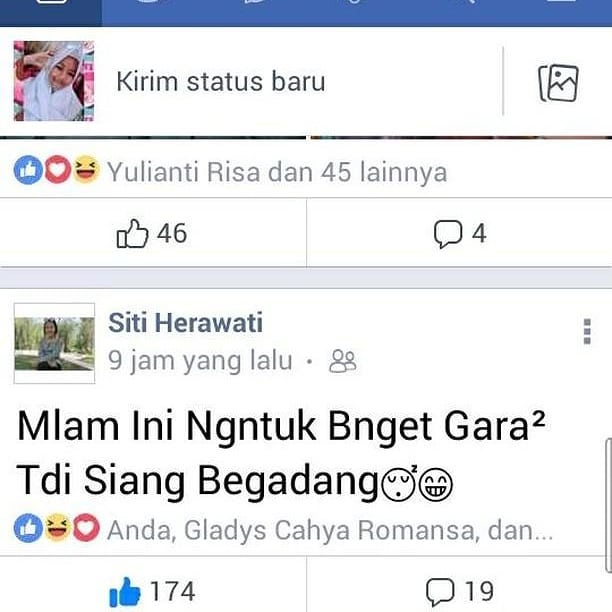 Kirim status baru
Yulianti Risa dan 45 lainnya
46
4
Siti Herawati
9 jam yang lalu ·
Mlam Ini Ngntuk Bnget Gara²
Tdi Siang Begadang😴😁
Anda, Gladys Cahya Romansa, dan...
174
19